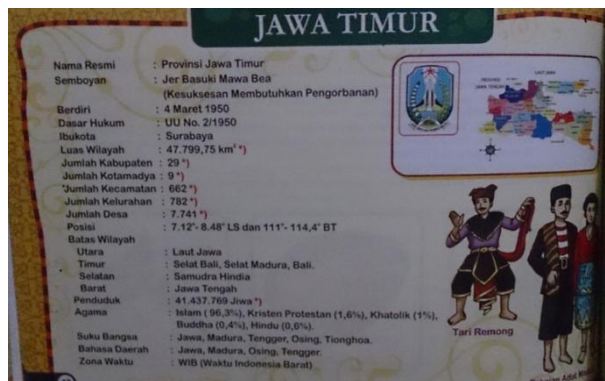 JAWA TIMUR
Nama Resmi : Provinsi Jawa Timur
Semboyan : Jer Basuki Mawa Bea
(Kesuksesan Membutuhkan Pengorbanan)
Berdiri : 4 Maret 1950
Dasar Hukum : UU No. 2/1950
Ibukota : Surabaya
Luas Wilayah : 47.799,75 km² *)
Jumlah Kabupaten : 29 *)
Jumlah Kotamadya : 9 *)
Jumlah Kecamatan : 662 *)
Jumlah Kelurahan : 782 *)
Jumlah Desa : 7.741 *)
Posisi : 7.12°- 8.48° LS dan 111°- 114,4° BT
Batas Wilayah
Utara : Laut Jawa
Timur : Selat Bali, Selat Madura, Bali.
Selatan : Samudra Hindia
Barat : Jawa Tengah
Penduduk : 41.437.769 Jiwa *)
Agama : Islam ( 96,3%), Kristen Protestan (1,6%), Khatolik (1%),
Buddha (0,4%), Hindu (0,6%).
Suku Bangsa : Jawa, Madura, Tengger, Osing, Tionghoa.
Bahasa Daerah : Jawa, Madura, Osing, Tengger.
Zona Waktu : WIB (Waktu Indonesia Barat)
LAUT JAWA
PROVINSI
JAWA TENGAH
Tari Remong